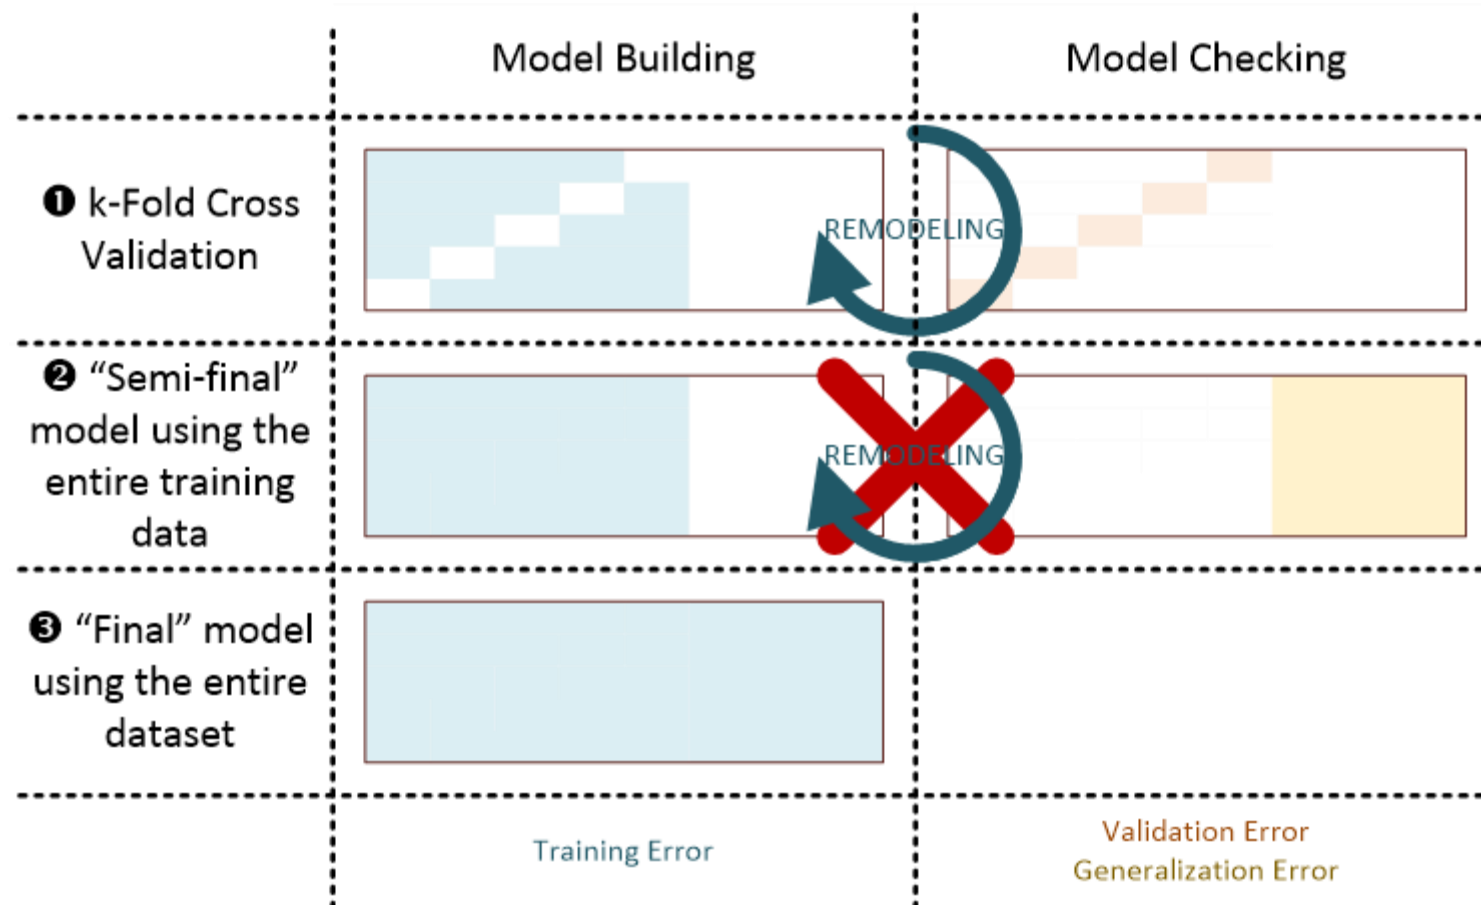 Model Building
Model Checking
❶ k-Fold Cross
Validation
REMODELING
❷ “Semi-final”
model using the
entire training
data
REMODELING
❸ “Final” model
using the entire
dataset
Training Error
Validation Error
Generalization Error